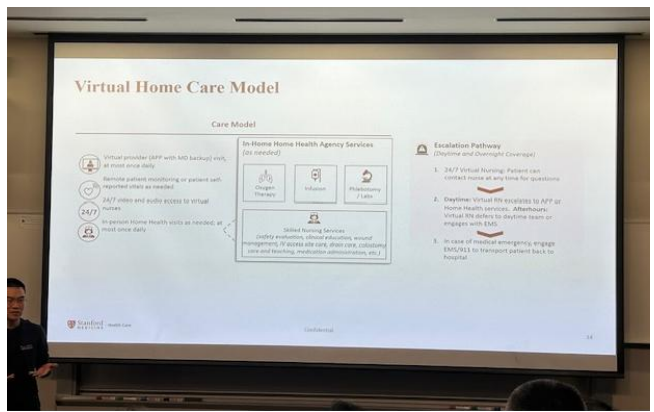 Virtual Home Care Model
Care Model
Virtual provider (APP with MD backup) visit,
at most once daily
Remote patient monitoring or patient self-
reported vitals as needed
24/7
24/7 video and audio access to virtual
nurses
In-person Home Health visits as needed; at
most once daily
In-Home Home Health Agency Services
(as needed)
Oxygen
Therapy
Infusion
Phlebotomy
/ Labs
Skilled Nursing Services
(safety evaluation, clinical education, wound
management, IV access site care, drain care, colostomy
care and teaching, medication administration, etc.)
Escalation Pathway
(Daytime and Overnight Coverage)
1. 24/7 Virtual Nursing: Patient can
contact nurse at any time for questions
2. Daytime: Virtual RN escalates to APP or
Home Health services. Afterhours:
Virtual RN defers to daytime team or
engages with EMS
3. In case of medical emergency, engage
EMS/911 to transport patient back to
hospital
Stanford
MEDICINE
Health Care
Confidential
14